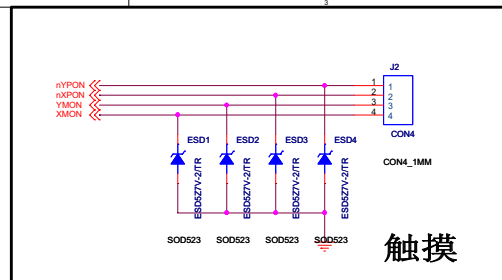 3
J2
nYPON
nXPON
YMON
XMON
1 1
2 2
3 3
4 4
CON4
CON4_1MM
ESD1 ESD2 ESD3 ESD4
ESD5Z7V-2/TR ESD5Z7V-2/TR ESD5Z7V-2/TR ESD5Z7V-2/TR
SOD523 SOD523 SOD523 SOD523
触摸